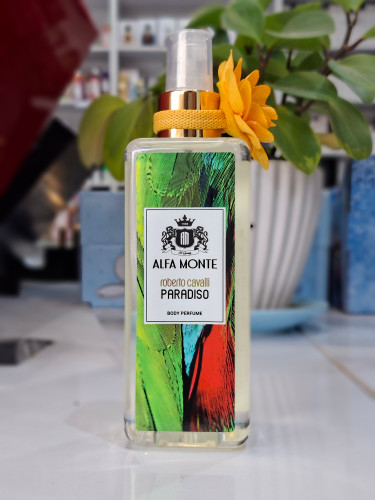 ALFA MONTE
roberto cavalli
PARADISO
BODY PERFUME